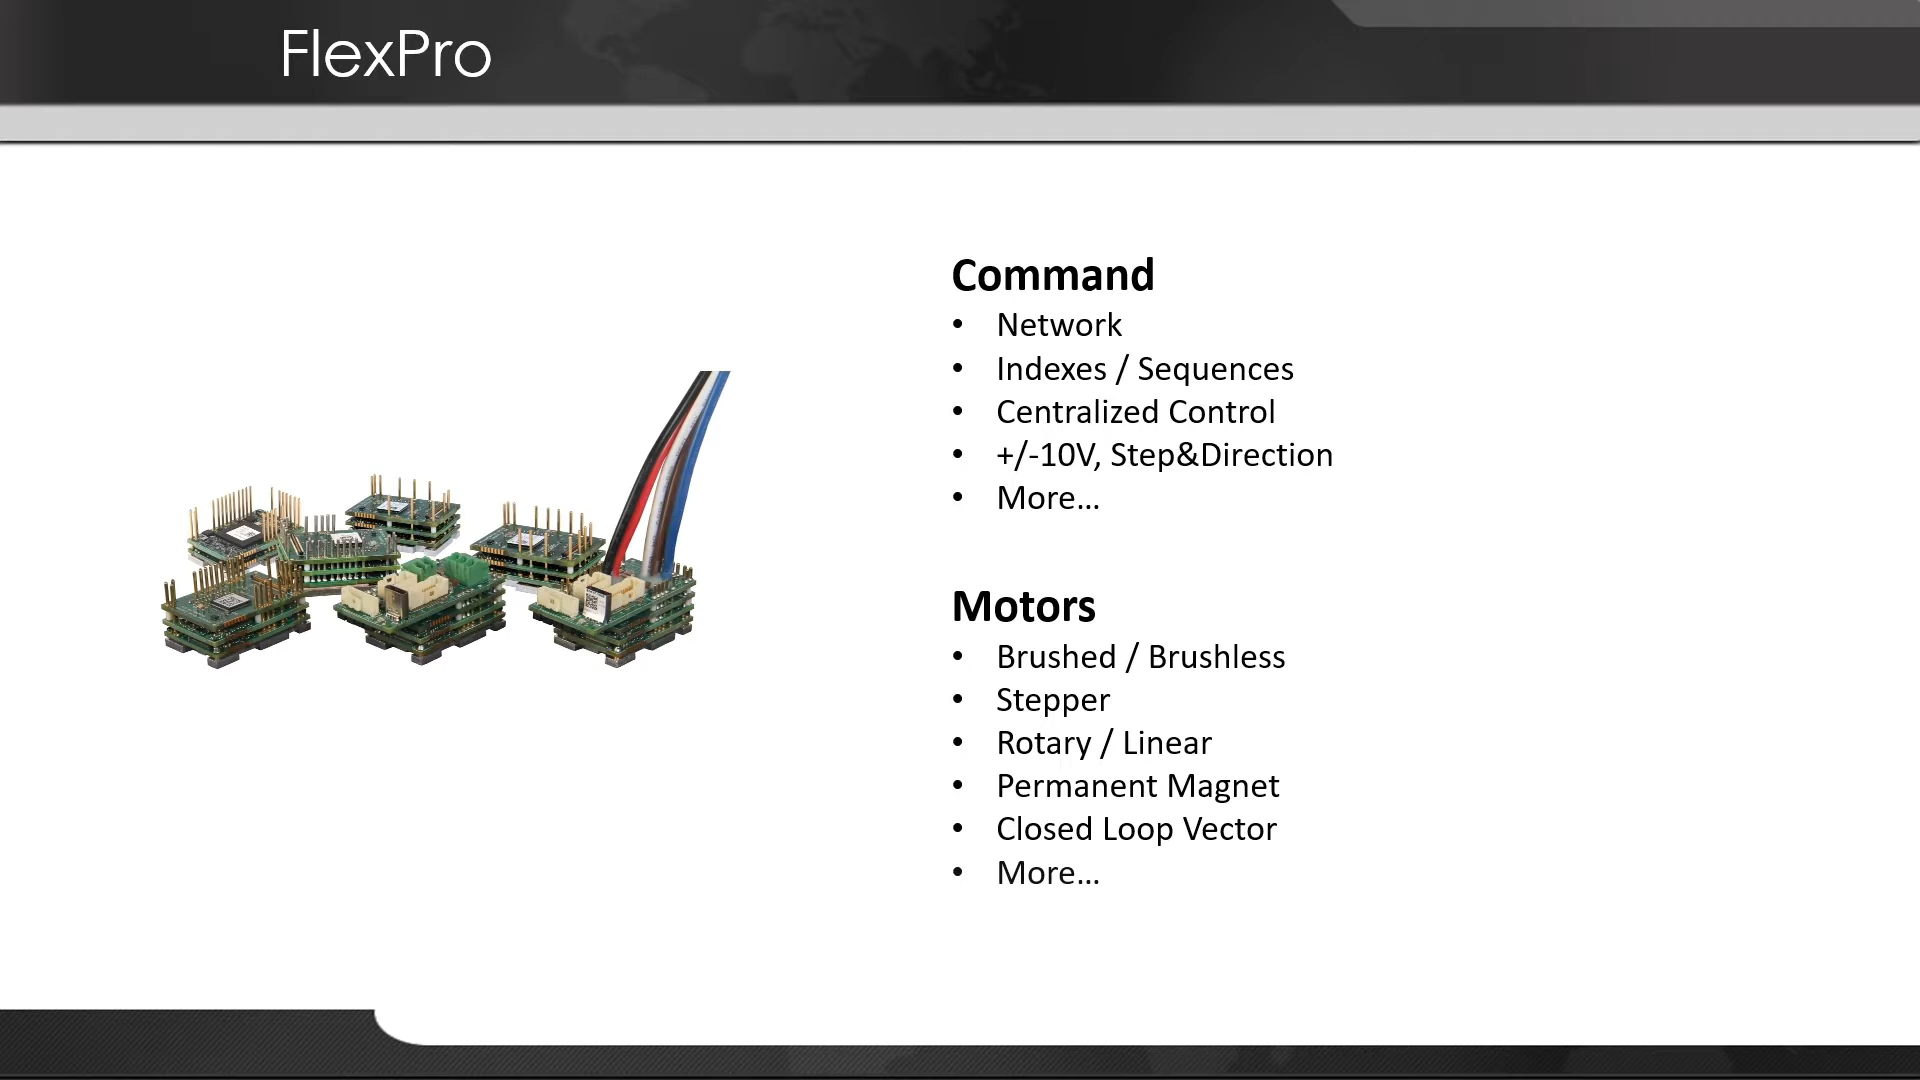 FlexPro
Command
• Network
• Indexes / Sequences
• Centralized Control
• +/-10V, Step&Direction
• More...
Motors
• Brushed / Brushless
• Stepper
• Rotary / Linear
• Permanent Magnet
• Closed Loop Vector
• More...